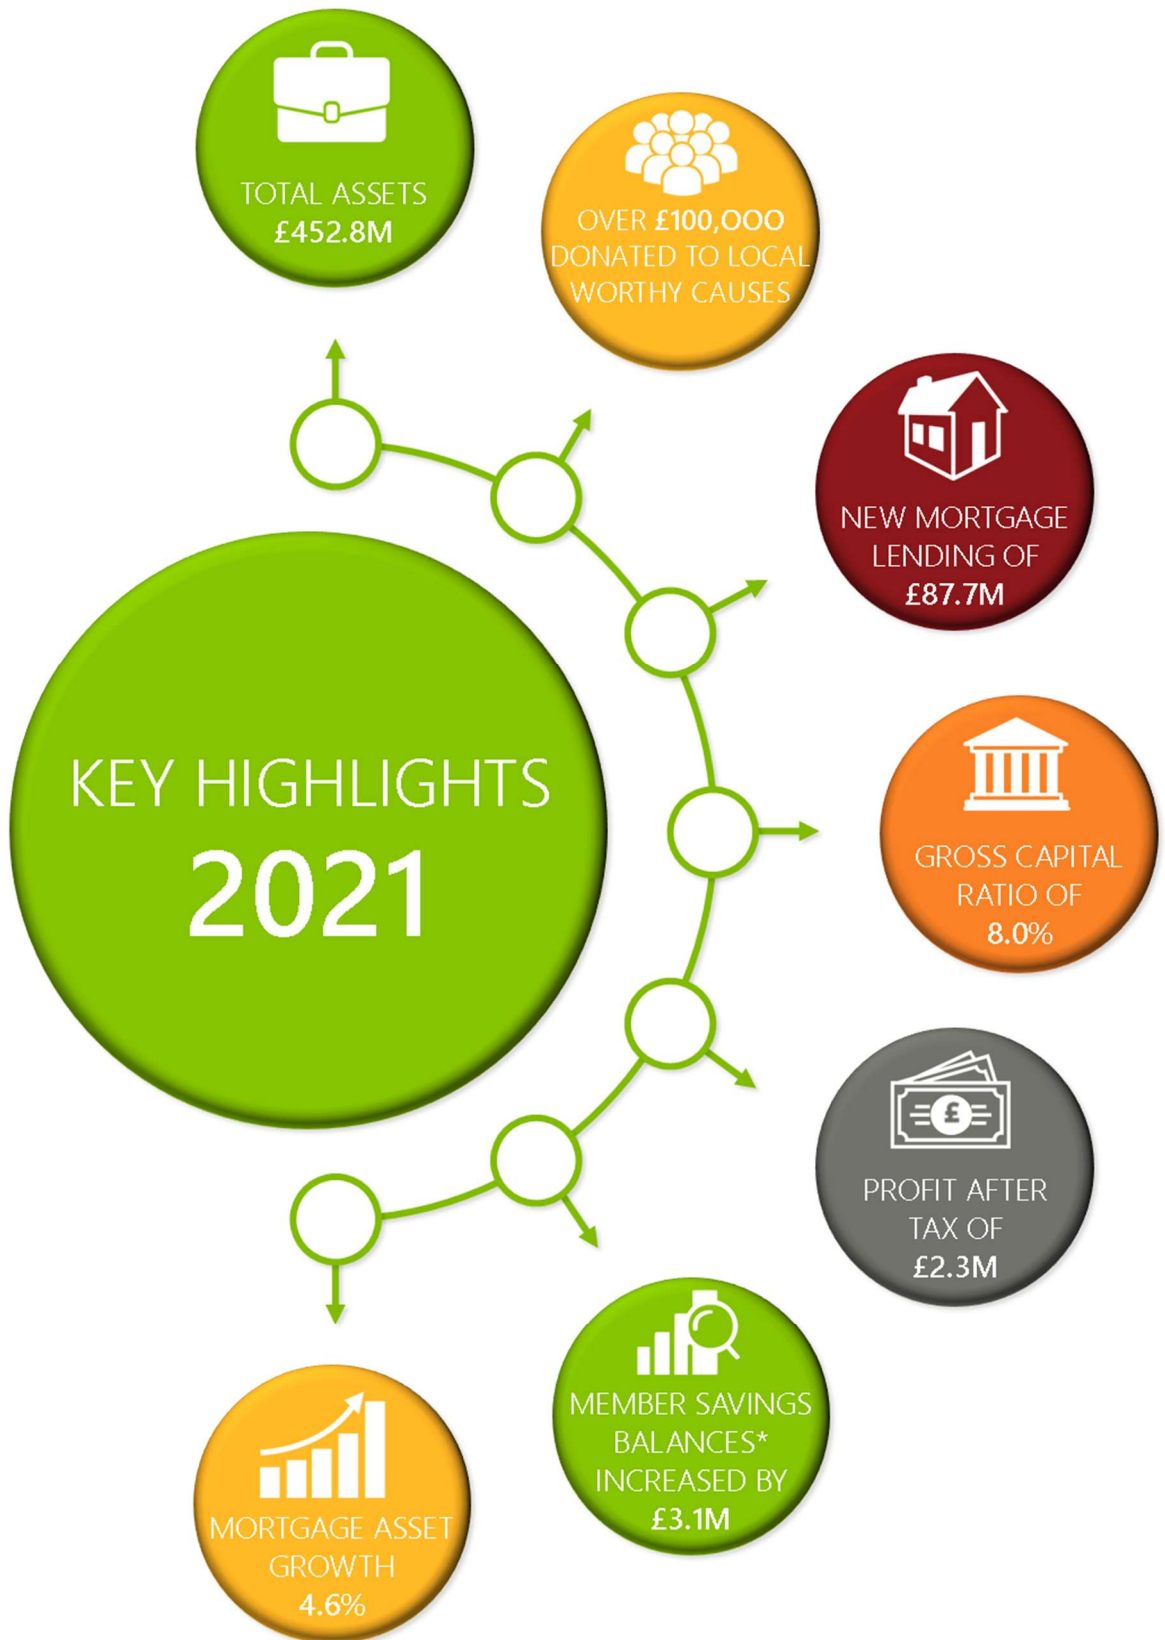 TOTAL ASSETS
£452.8M
OVER £100,000
DONATED TO LOCAL
WORTHY CAUSES
NEW MORTGAGE
LENDING OF
£87.7M
KEY HIGHLIGHTS
2021
GROSS CAPITAL
RATIO OF
8.0%
£
PROFIT AFTER
TAX OF
£2.3M
MEMBER SAVINGS
BALANCES*
INCREASED BY
£3.1M
MORTGAGE ASSET
GROWTH
4.6%